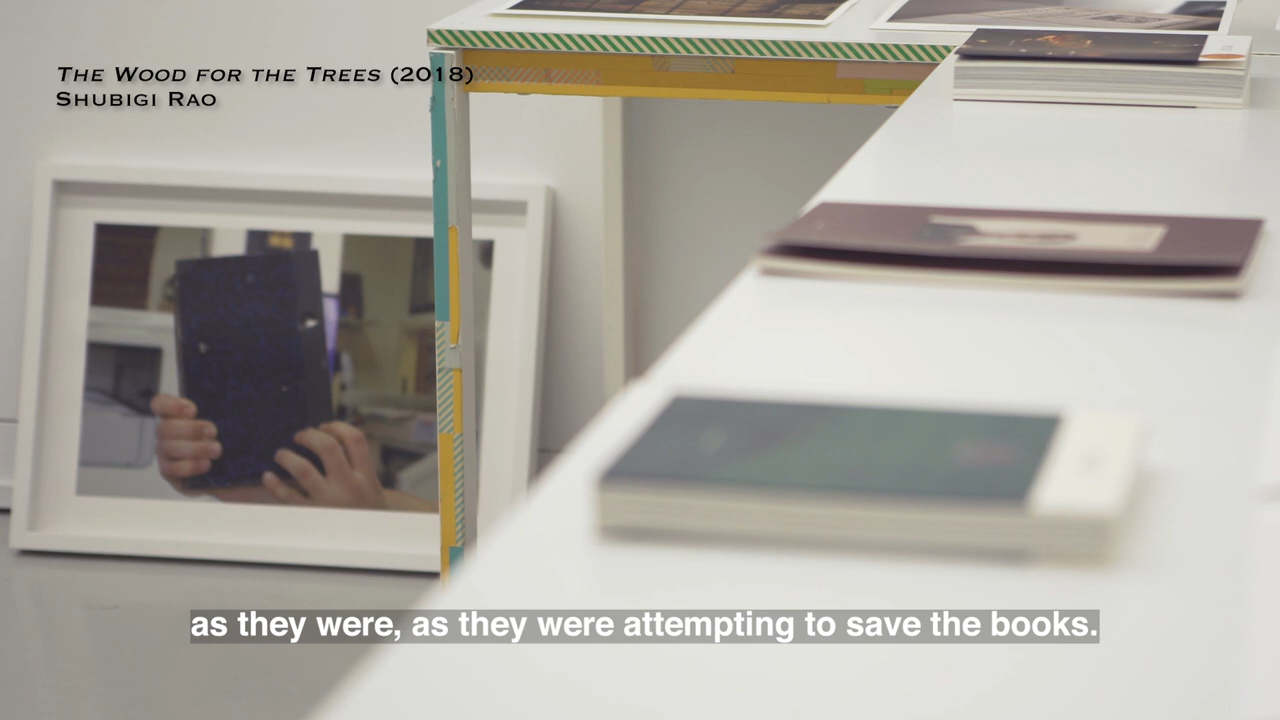 The Wood for the Trees (2018)
Shubigi Rao
as they were, as they were attempting to save the books.